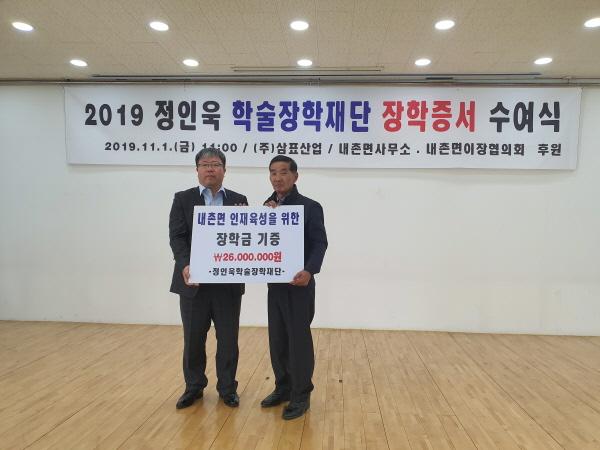 2019 정인욱 학술장학재단 장학증서 수여식
2019.11.1.(금) 11:00 / (주)삼표산업 / 내촌면사무소 . 내촌면이장협의회 후원
내촌면 인재육성을 위한
장학금 기증
₩26.000.000원
-정인욱학술장학재단-